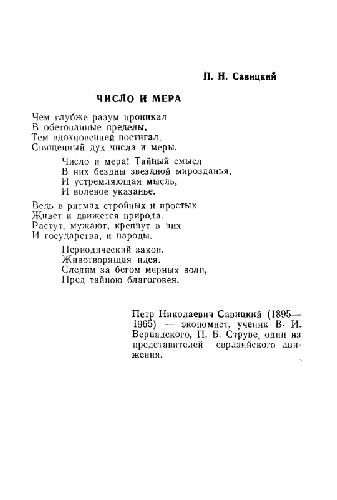 П. Н. Савицкий
ЧИСЛО И МЕРА
Чем глубже разум проникал
В обетованные пределы,
Тем вдохновенней постигал
Священный дух числа и меры.
Число и мера! Тайный смысл
В них бездны звездной мирозданья,
И устремляющая мысль,
И волевое указанье.
Ведь в ритмах стройных и простых
Живет и движется природа.
Растут, мужают, крепнут в них
И государства, и народы.
Периодический закон.
Животворящая идея.
Следим за бегом мерных волн,
Пред тайною благоговея.
Петр Николаевич Савицкий (1895—
1965) — экономист, ученик В. И.
Вернадского, П. Б. Струве, один из
представителей евразийского дви-
жения.